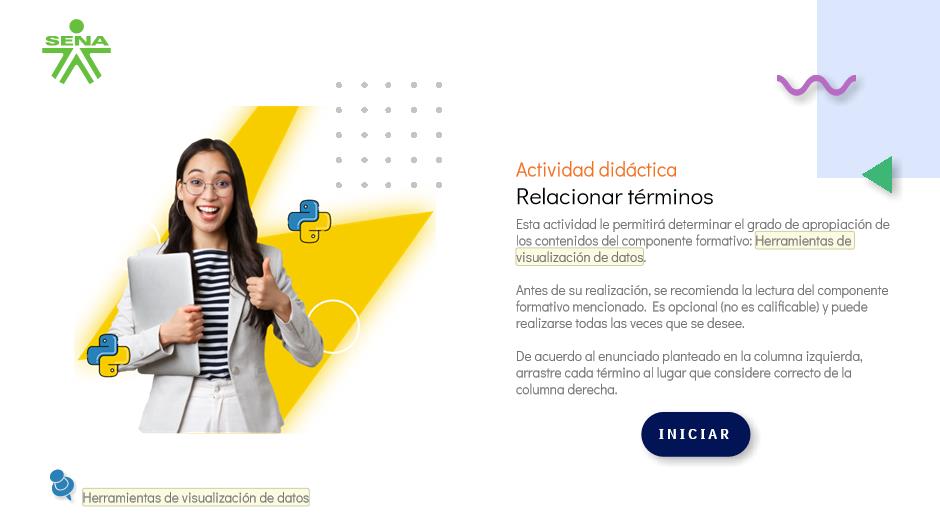 SENA
Actividad didáctica
Relacionar términos
Esta actividad le permitirá determinar el grado de apropiación de
los contenidos del componente formativo: Herramientas de
visualización de datos.
Antes de su realización, se recomienda la lectura del componente
formativo mencionado. Es opcional (no es calificable) y puede
realizarse todas las veces que se desee.
De acuerdo al enunciado planteado en la columna izquierda,
arrastre cada término al lugar que considere correcto de la
columna derecha.
INICIAR
Herramientas de visualización de datos